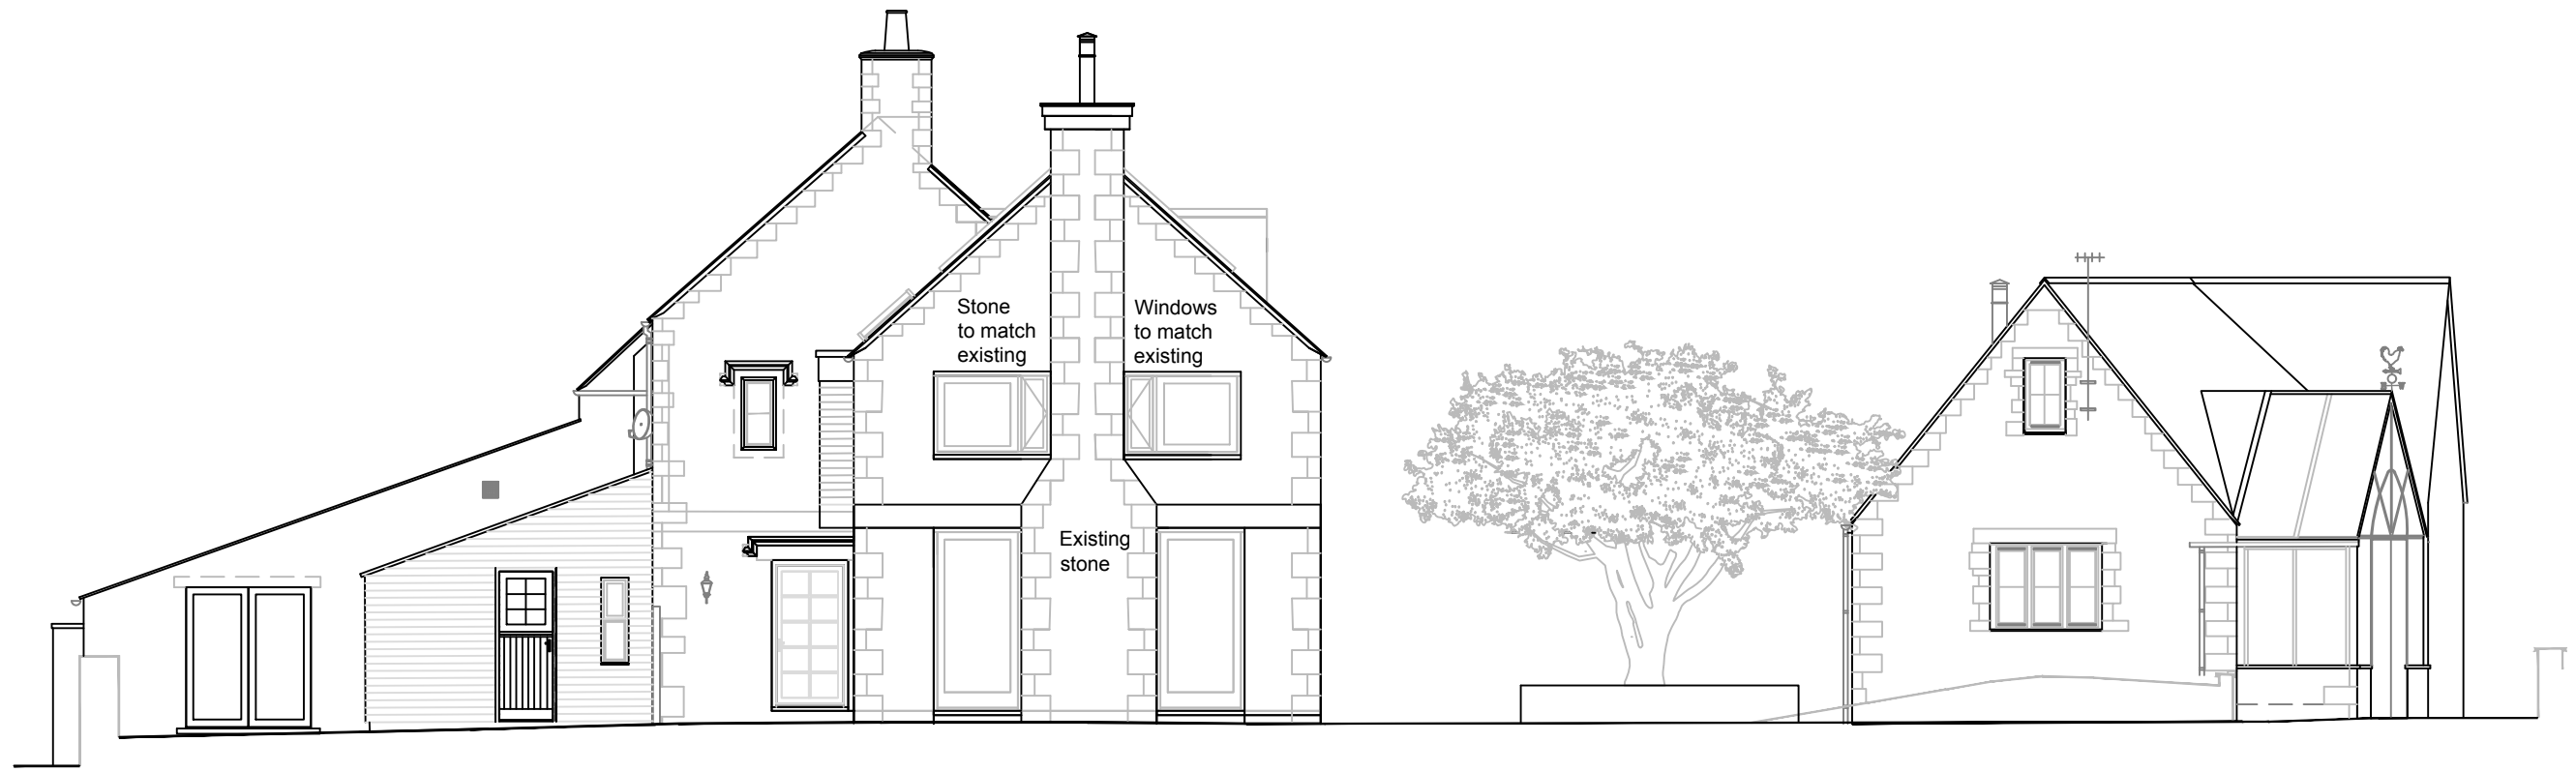 Stone
to match
existing
Windows
to match
existing
Existing
stone